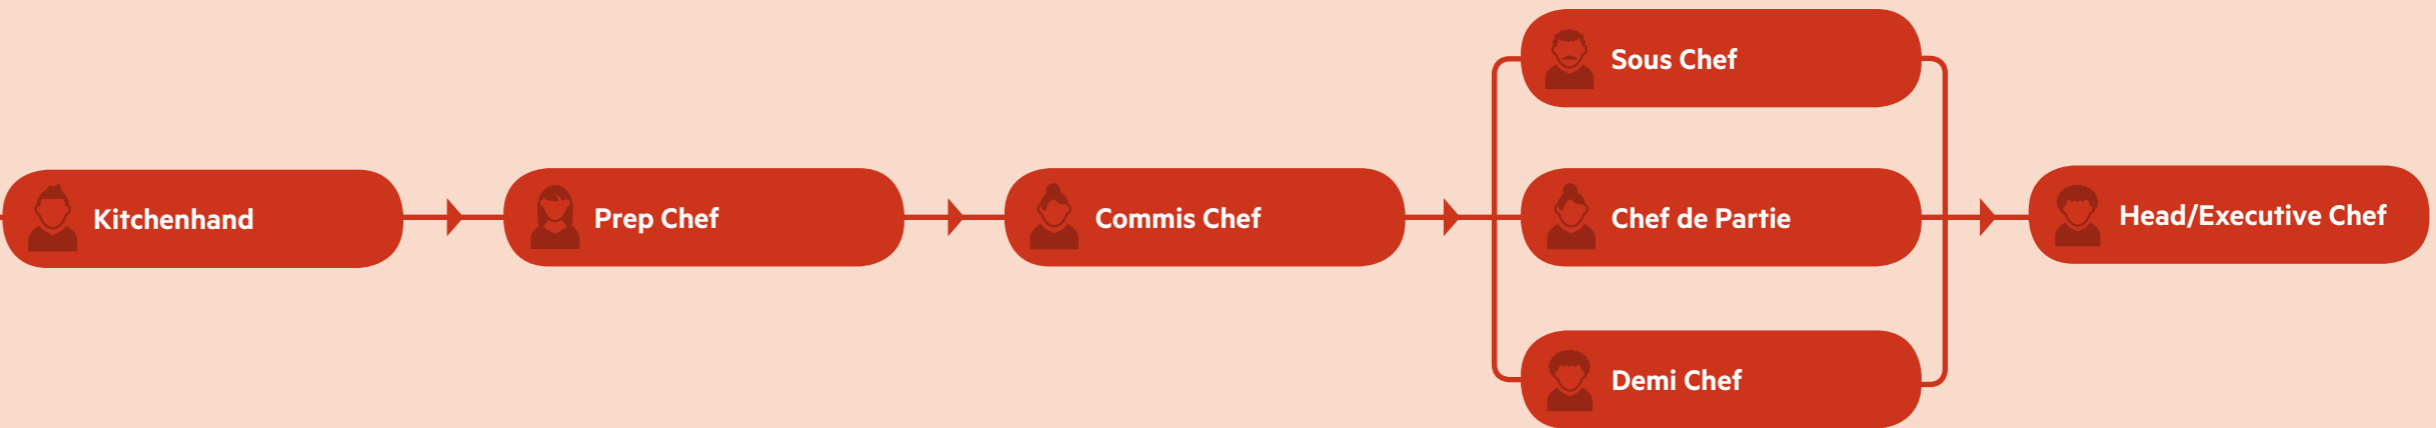 Kitchenhand
Prep Chef
Commis Chef
Sous Chef
Chef de Partie
Demi Chef
Head/Executive Chef